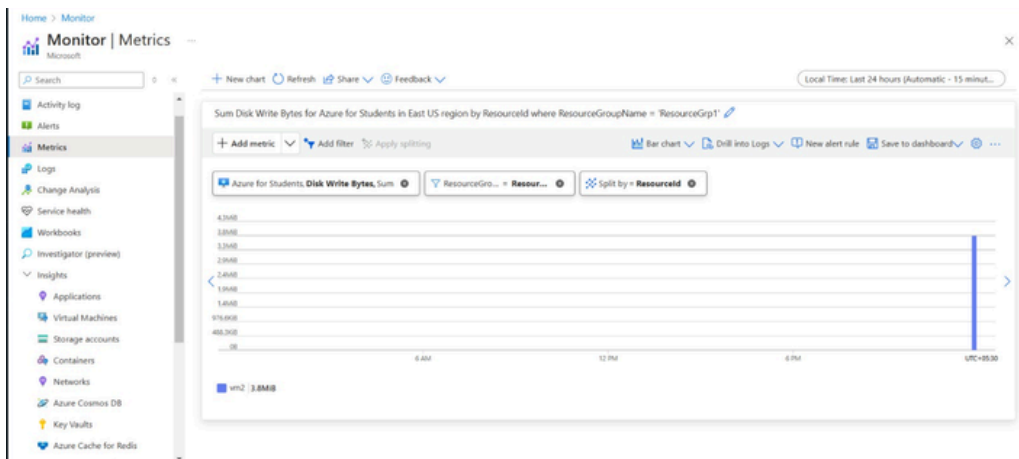 Home > Monitor
Monitor | Metrics ...
Microsoft
Search
+ New chart Refresh Share Feedback
Local Time: Last 24 hours (Automatic - 15 minut...
Activity log
Alerts
Metrics
Logs
Change Analysis
Service health
Workbooks
Investigator (preview)
Insights
Applications
Virtual Machines
Storage accounts
Containers
Networks
Azure Cosmos DB
Key Vaults
Azure Cache for Redis
Sum Disk Write Bytes for Azure for Students in East US region by ResourceId where ResourceGroupName = 'ResourceGrp1'
+ Add metric Add filter Apply splitting Bar chart Drill into Logs New alert rule Save to dashboard ...
Azure for Students, Disk Write Bytes, Sum
ResourceGro... = Resour...
Split by = ResourceId
4.3MiB
3.8MiB
3.3MiB
2.9MiB
2.4MiB
1.9MiB
1.4MiB
0B
6 AM 12 PM 6 PM UTC+05:30
vm2 3.8MiB